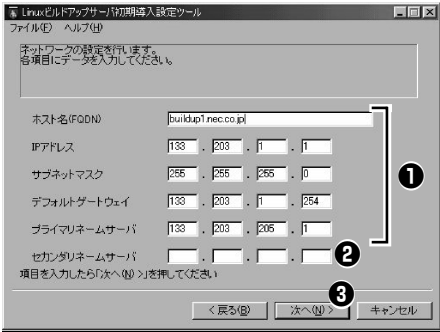 Linuxビルドアップサーバ初期導入設定ツール
ファイル(F) ヘルプ(H)
ネットワークの設定を行います。
各項目にデータを入力してください。
ホスト名(FQDN) buildup1.nec.co.jp
❶
IPアドレス 133 . 203 . 1 . 1
サブネットマスク 255 . 255 . 255 . 0
デフォルトゲートウェイ 133 . 203 . 1 . 254
プライマリネームサーバ 133 . 203 . 205 . 1
セカンダリネームサーバ . . . ❷
項目を入力したら「次へ(N) >」を押してください
❸
< 戻る(B) 次へ(N) > キャンセル